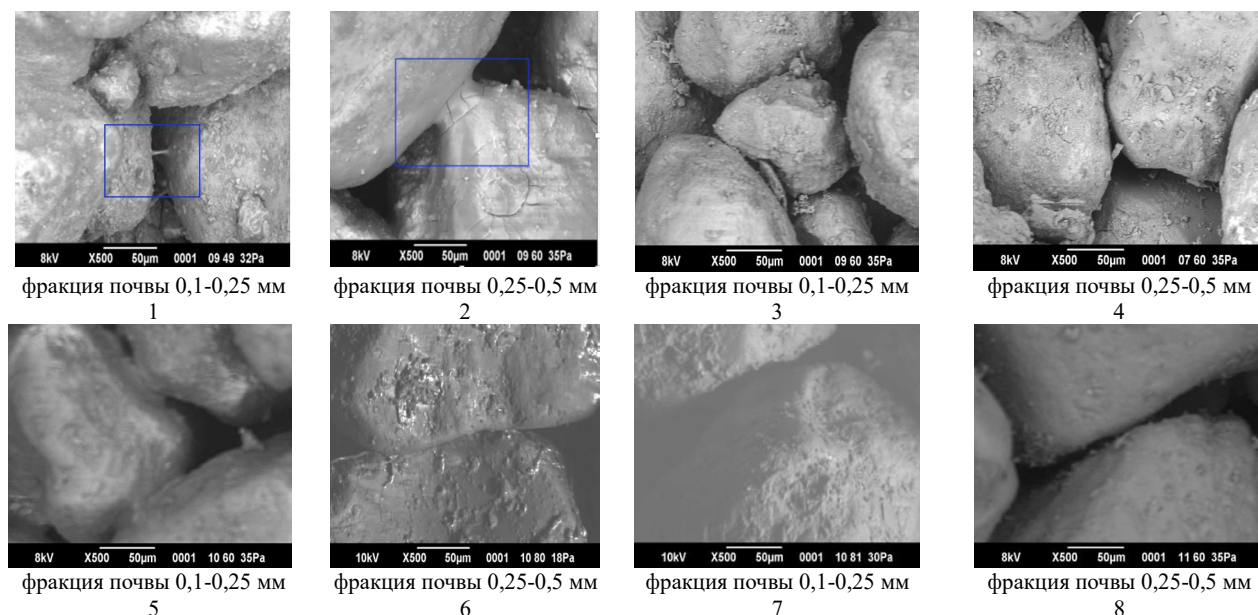 8kV X500 50µm 0001 09 49 32Pa
фракция почвы 0,1-0,25 мм
1
8kV X500 50µm 0001 09 60 35Pa
фракция почвы 0,25-0,5 мм
2
8kV X500 50µm 0001 09 60 35Pa
фракция почвы 0,1-0,25 мм
3
8kV X500 50µm 0001 07 60 35Pa
фракция почвы 0,25-0,5 мм
4
8kV X500 50µm 0001 10 60 35Pa
фракция почвы 0,1-0,25 мм
5
10kV X500 50µm 0001 10 80 18Pa
фракция почвы 0,25-0,5 мм
6
10kV X500 50µm 0001 10 81 30Pa
фракция почвы 0,1-0,25 мм
7
8kV X500 50µm 0001 11 60 35Pa
фракция почвы 0,25-0,5 мм
8